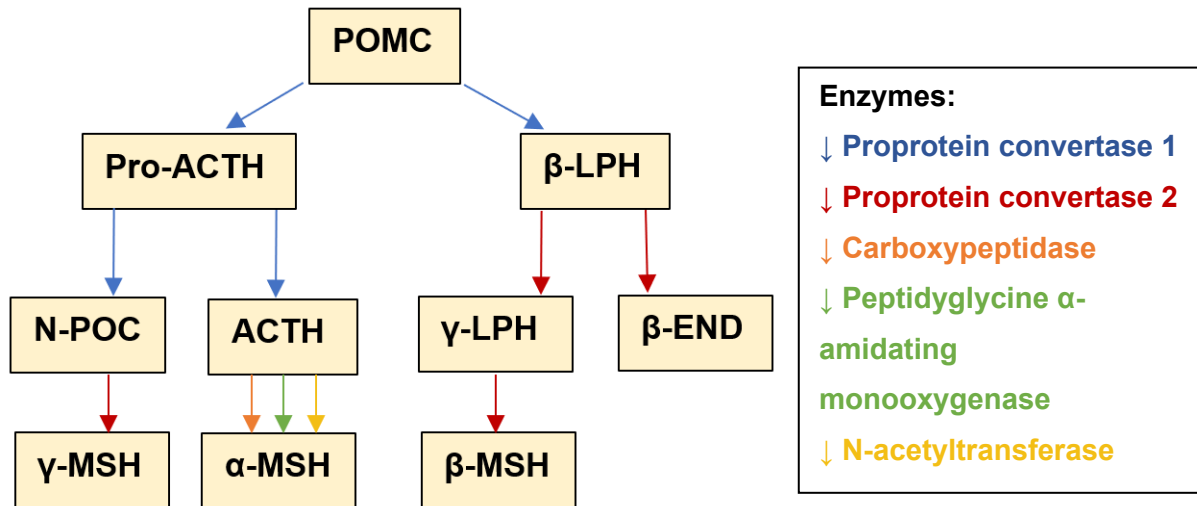 POMC
Pro-ACTH
β-LPH
N-POC
ACTH
γ-LPH
β-END
γ-MSH
α-MSH
β-MSH
Enzymes:
↓ Proprotein convertase 1
↓ Proprotein convertase 2
↓ Carboxypeptidase
↓ Peptidyglycine α-
amidating
monooxygenase
↓ N-acetyltransferase